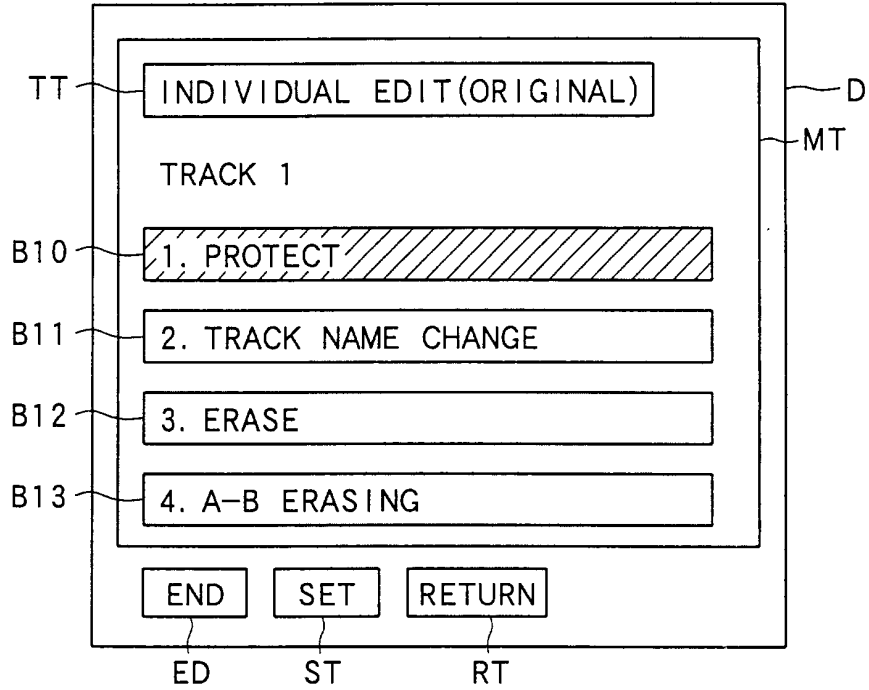 TT INDIVIDUAL EDIT(ORIGINAL) D
MT
TRACK 1
B10 1. PROTECT
B11 2. TRACK NAME CHANGE
B12 3. ERASE
B13 4. A-B ERASING
END SET RETURN
ED ST RT